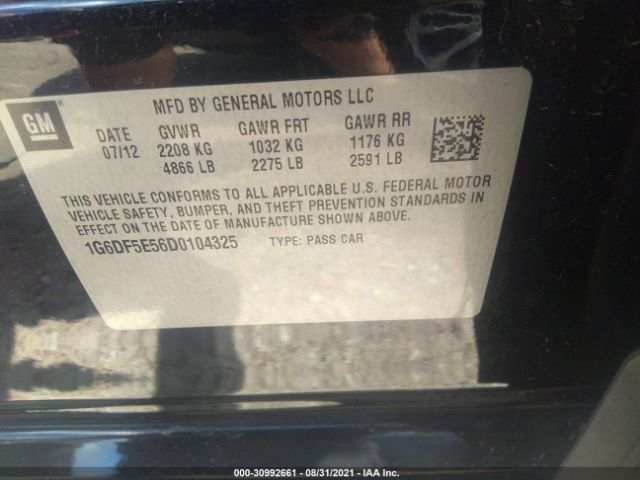 GM
MFD BY GENERAL MOTORS LLC
DATE GVWR GAWR FRT GAWR RR
07/12 2208 KG 1032 KG 1176 KG
4866 LB 2275 LB 2591 LB
THIS VEHICLE CONFORMS TO ALL APPLICABLE U.S. FEDERAL MOTOR
VEHICLE SAFETY, BUMPER, AND THEFT PREVENTION STANDARDS IN
EFFECT ON THE DATE OF MANUFACTURE SHOWN ABOVE.
1G6DF5E56D0104325 TYPE: PASS CAR
000-30992661 - 08/31/2021 - IAA Inc.